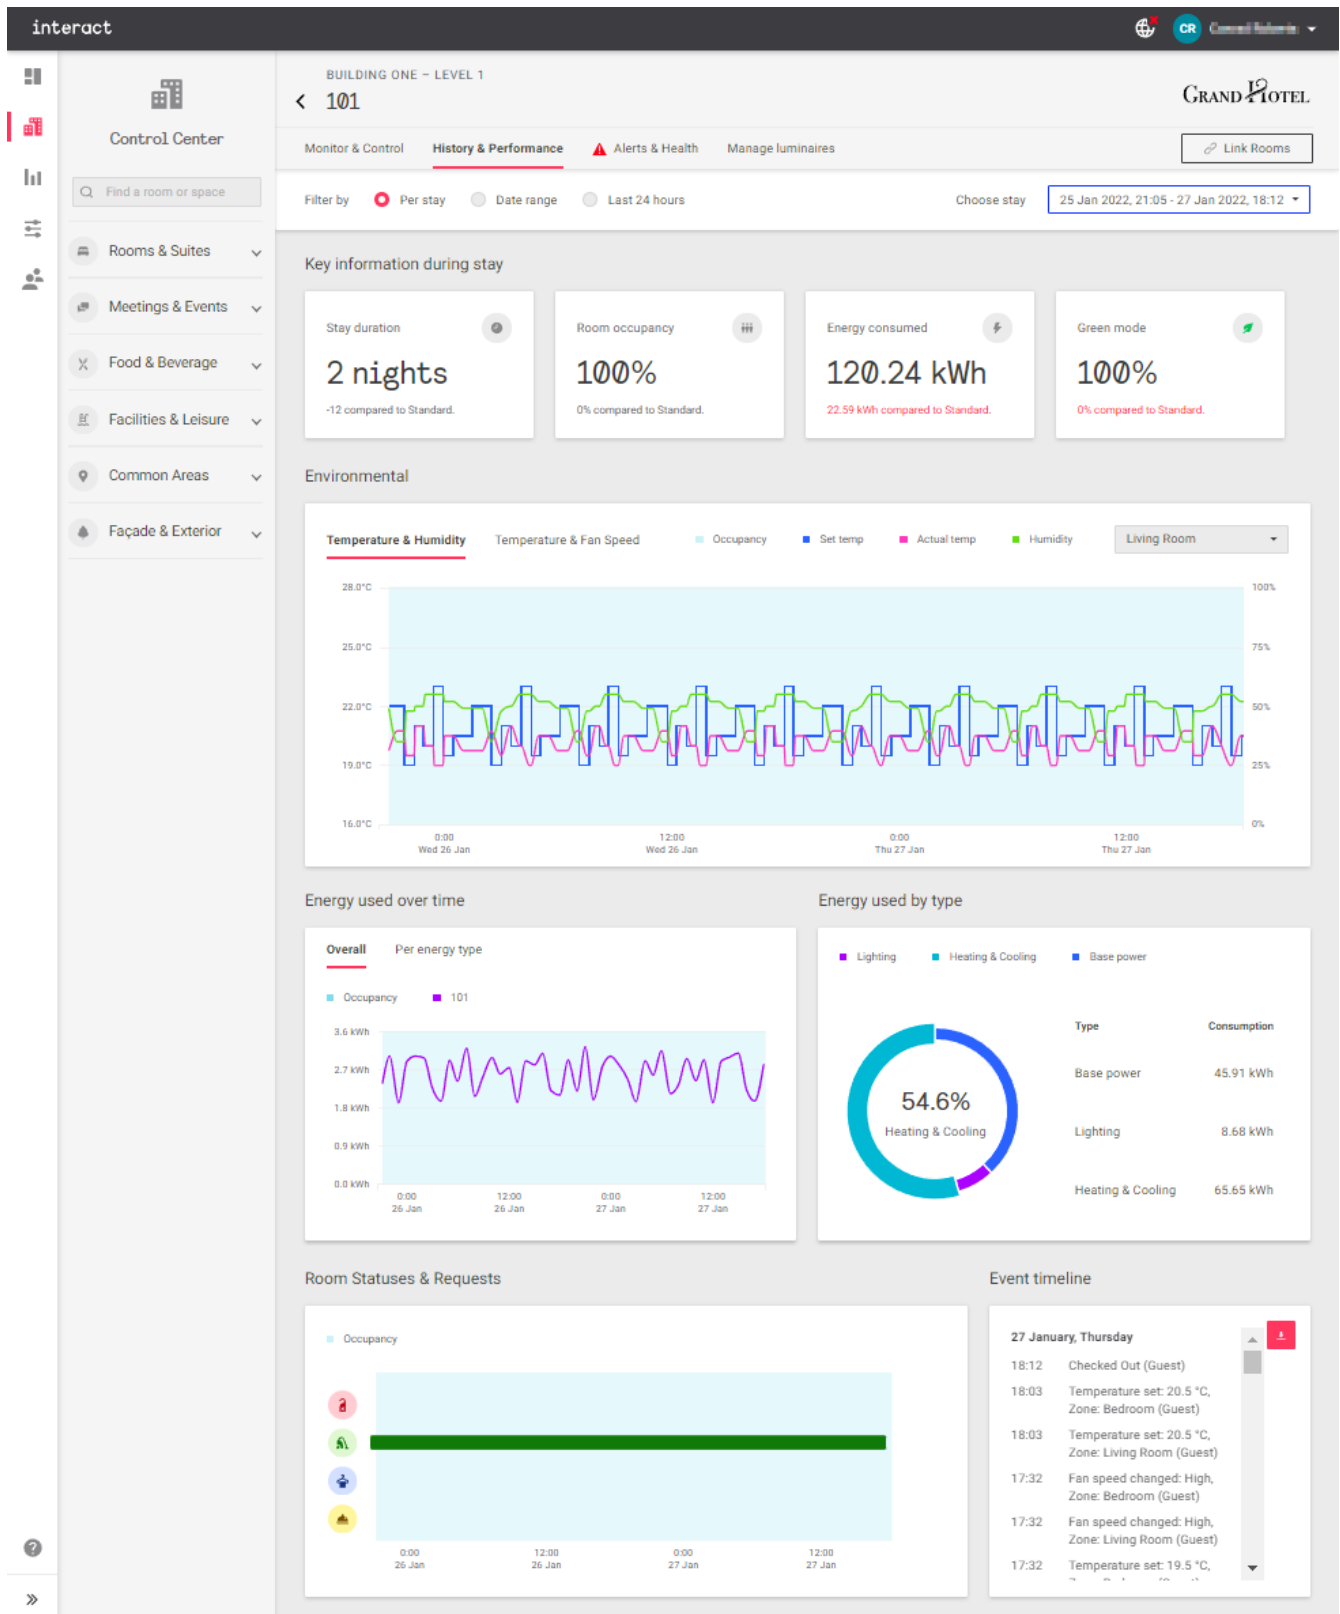 interact
CR
BUILDING ONE – LEVEL 1
101
GRAND HOTEL
Control Center
Monitor & Control
History & Performance
Alerts & Health
Manage luminaires
Link Rooms
Find a room or space
Filter by
Per stay
Date range
Last 24 hours
Choose stay
25 Jan 2022, 21:05 - 27 Jan 2022, 18:12
Rooms & Suites
Meetings & Events
Food & Beverage
Facilities & Leisure
Common Areas
Façade & Exterior
Key information during stay
Stay duration
2 nights
-12 compared to Standard.
Room occupancy
100%
0% compared to Standard.
Energy consumed
120.24 kWh
22.59 kWh compared to Standard.
Green mode
100%
0% compared to Standard.
Environmental
Temperature & Humidity
Temperature & Fan Speed
Occupancy
Set temp
Actual temp
Humidity
Living Room
28.0°C
100%
25.0°C
75%
22.0°C
50%
19.0°C
25%
16.0°C
0%
0:00
Wed 26 Jan
12:00
Wed 26 Jan
0:00
Thu 27 Jan
12:00
Thu 27 Jan
Energy used over time
Overall
Per energy type
Occupancy
101
3.6 kWh
2.7 kWh
1.8 kWh
0.9 kWh
0.0 kWh
0:00
26 Jan
12:00
26 Jan
0:00
27 Jan
12:00
27 Jan
Energy used by type
Lighting
Heating & Cooling
Base power
54.6%
Heating & Cooling
Type Consumption
Base power 45.91 kWh
Lighting 8.68 kWh
Heating & Cooling 65.65 kWh
Room Statuses & Requests
Occupancy
0:00
26 Jan
12:00
26 Jan
0:00
27 Jan
12:00
27 Jan
Event timeline
27 January, Thursday
18:12 Checked Out (Guest)
18:03 Temperature set: 20.5 °C,
Zone: Bedroom (Guest)
18:03 Temperature set: 20.5 °C,
Zone: Living Room (Guest)
17:32 Fan speed changed: High,
Zone: Bedroom (Guest)
17:32 Fan speed changed: High,
Zone: Living Room (Guest)
17:32 Temperature set: 19.5 °C,